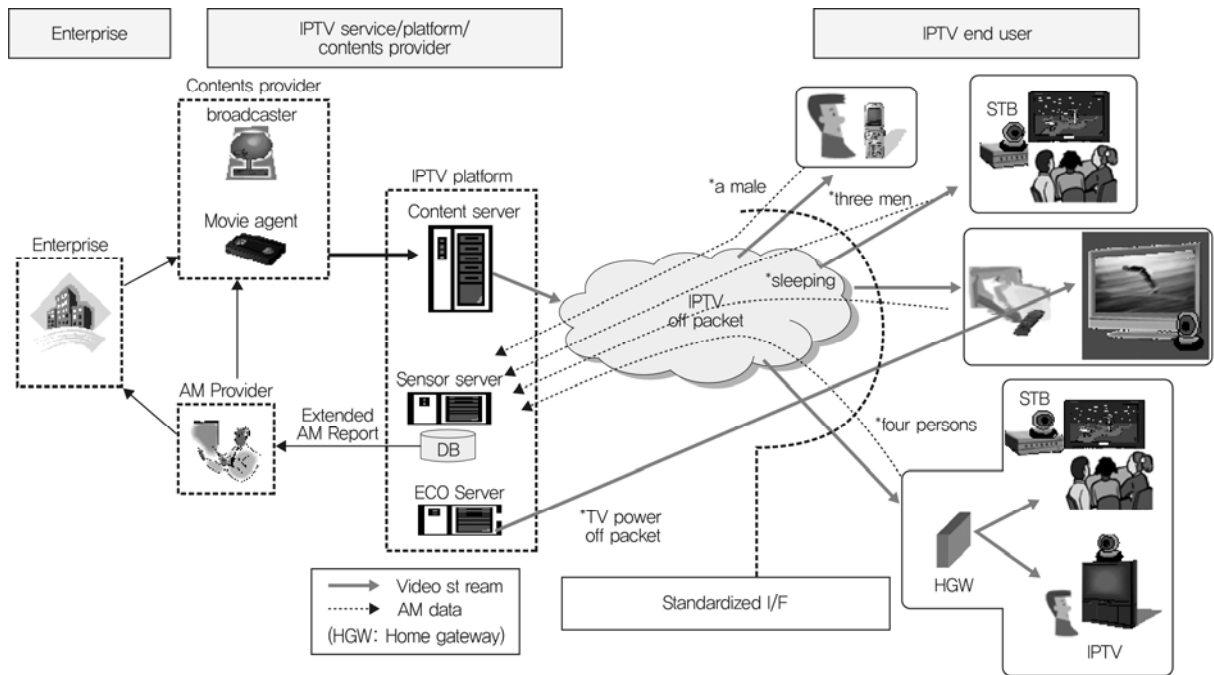 Enterprise
IPTV service/platform/
contents provider
IPTV end user
Contents provider
broadcaster
Movie agent
Enterprise
AM Provider
Extended
AM Report
IPTV platform
Content server
Sensor server
DB
ECO Server
IPTV
off packet
*a male
*three men
*sleeping
*four persons
*TV power
off packet
STB
STB
HGW
IPTV
Video st ream
AM data
(HGW: Home gateway)
Standardized I/F